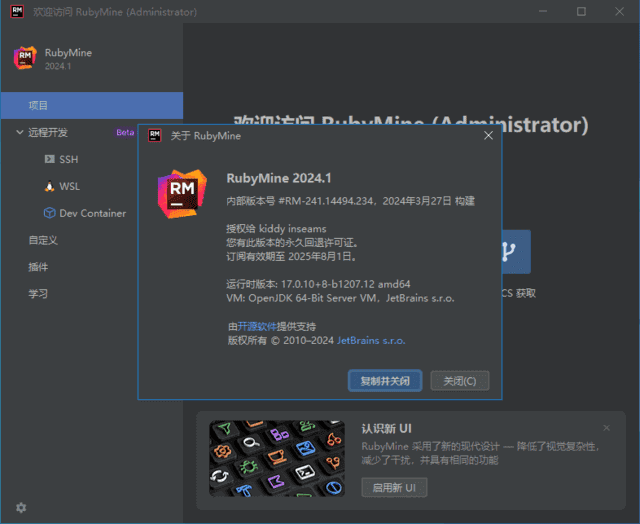 RM
欢迎访问 RubyMine (Administrator)
RM
RubyMine
2024.1
项目
远程开发
Beta
SSH
WSL
Dev Container
自定义
插件
学习
欢迎访问 RubyMine (Administrator)
CS 获取
RM
关于 RubyMine
RM
RubyMine 2024.1
内部版本号 #RM-241.14494.234，2024年3月27日 构建
授权给 kiddy inseams
您有此版本的永久回退许可证。
订阅有效期至 2025年8月1日。
运行时版本: 17.0.10+8-b1207.12 amd64
VM: OpenJDK 64-Bit Server VM，JetBrains s.r.o.
由开源软件提供支持
版权所有 © 2010–2024 JetBrains s.r.o.
复制并关闭
关闭(C)
认识新 UI
RubyMine 采用了新的现代设计 — 降低了视觉复杂性，
减少了干扰，并具有相同的功能
启用新 UI